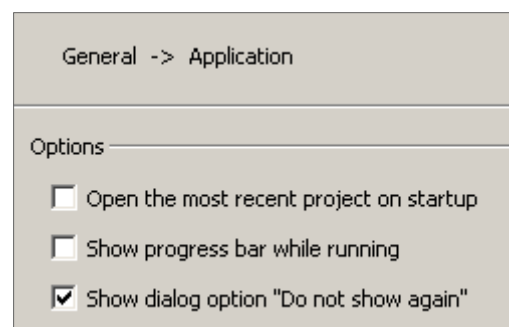 General -> Application
Options
Open the most recent project on startup
Show progress bar while running
Show dialog option "Do not show again"